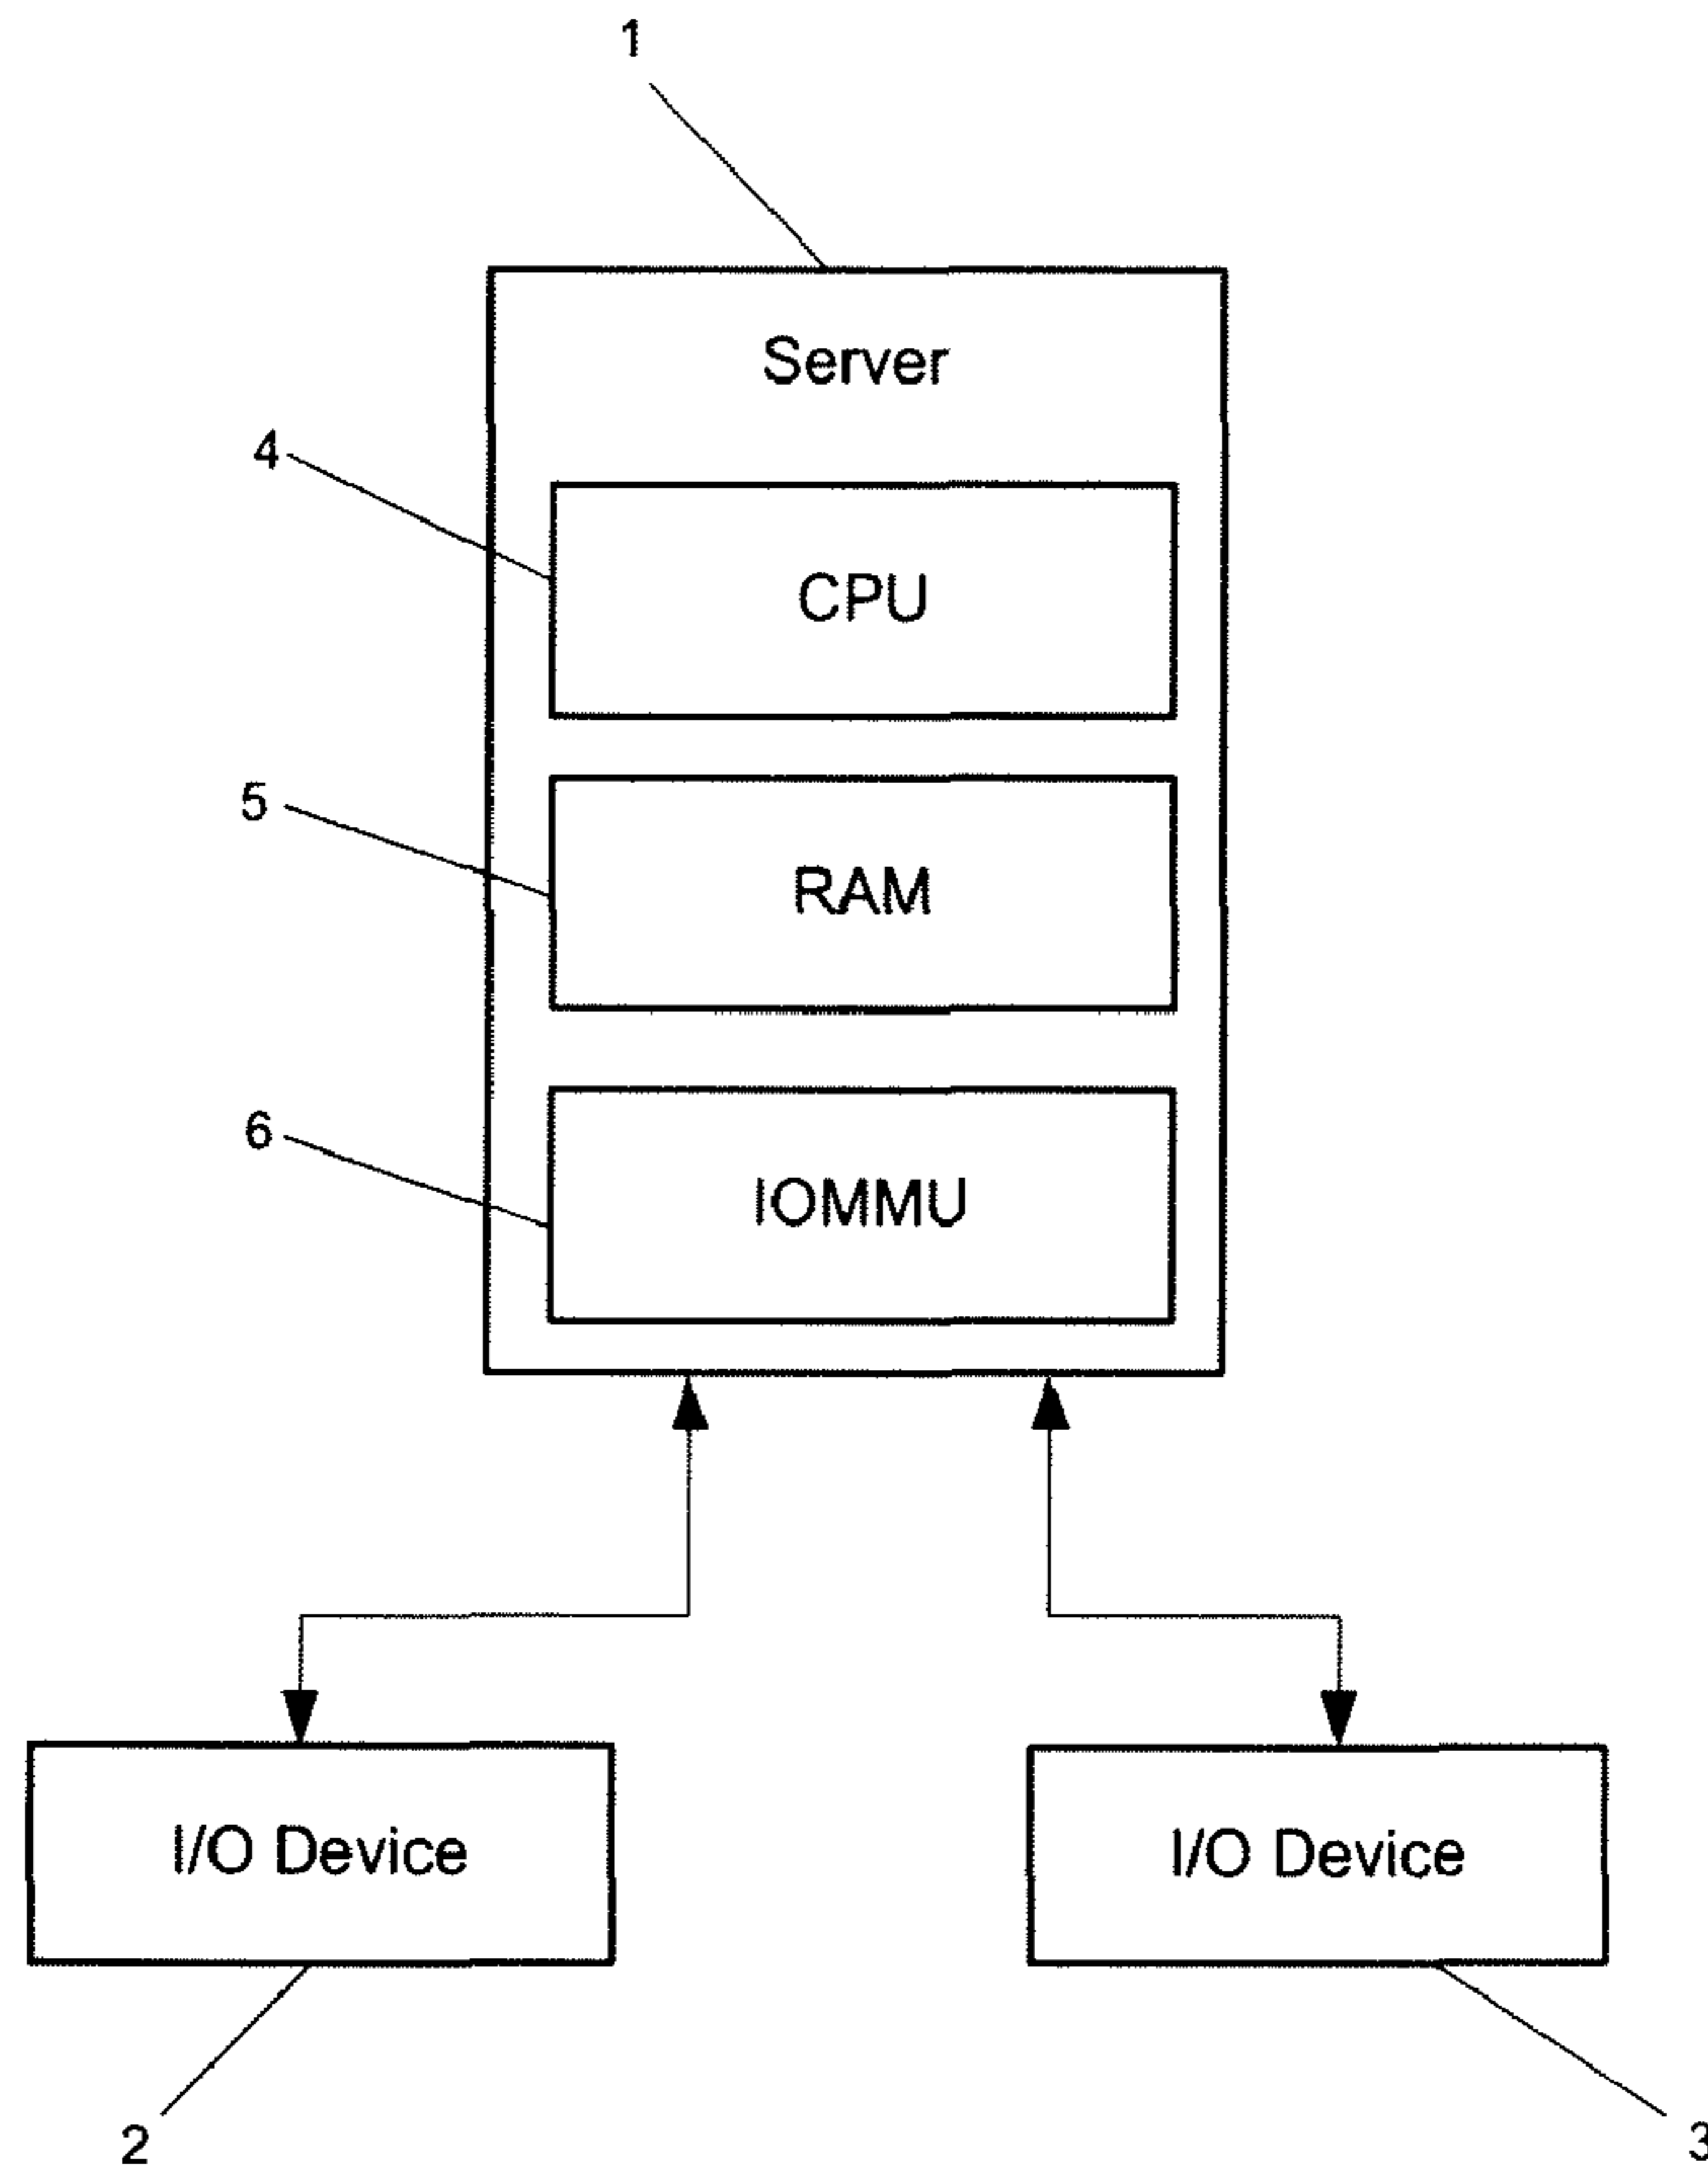 1
Server
4
CPU
5
RAM
6
IOMMU
I/O Device
I/O Device
2
3